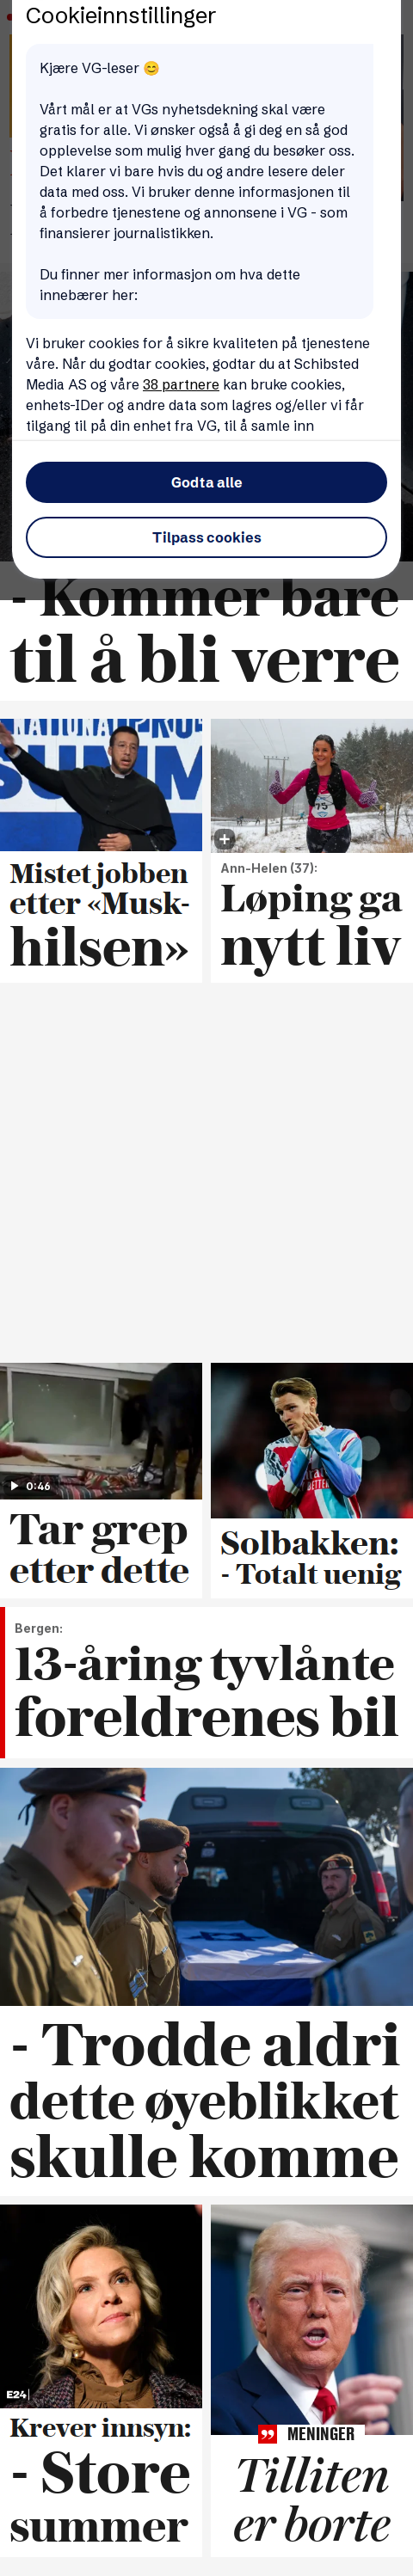 Cookieinnstillinger
Kjære VG-leser 😊
Vårt mål er at VGs nyhetsdekning skal være
gratis for alle. Vi ønsker også å gi deg en så god
opplevelse som mulig hver gang du besøker oss.
Det klarer vi bare hvis du og andre lesere deler
data med oss. Vi bruker denne informasjonen til
å forbedre tjenestene og annonsene i VG - som
finansierer journalistikken.
Du finner mer informasjon om hva dette
innebærer her:
Vi bruker cookies for å sikre kvaliteten på tjenestene
våre. Når du godtar cookies, godtar du at Schibsted
Media AS og våre 38 partnere kan bruke cookies,
enhets-IDer og andre data som lagres og/eller vi får
tilgang til på din enhet fra VG, til å samle inn
Godta alle
Tilpass cookies
- Kommer bare
til å bli verre
NATIONAL PRO-
SUMM
Mistet jobben
etter «Musk-
hilsen»
75
Ann-Helen (37):
Løping ga
nytt liv
0:46
Tar grep
etter dette
Solbakken:
- Totalt uenig
Bergen:
13-åring tyvlånte
foreldrenes bil
- Trodde aldri
dette øyeblikket
skulle komme
E24
Krever innsyn:
- Store
summer
MENINGER
Tilliten
er borte